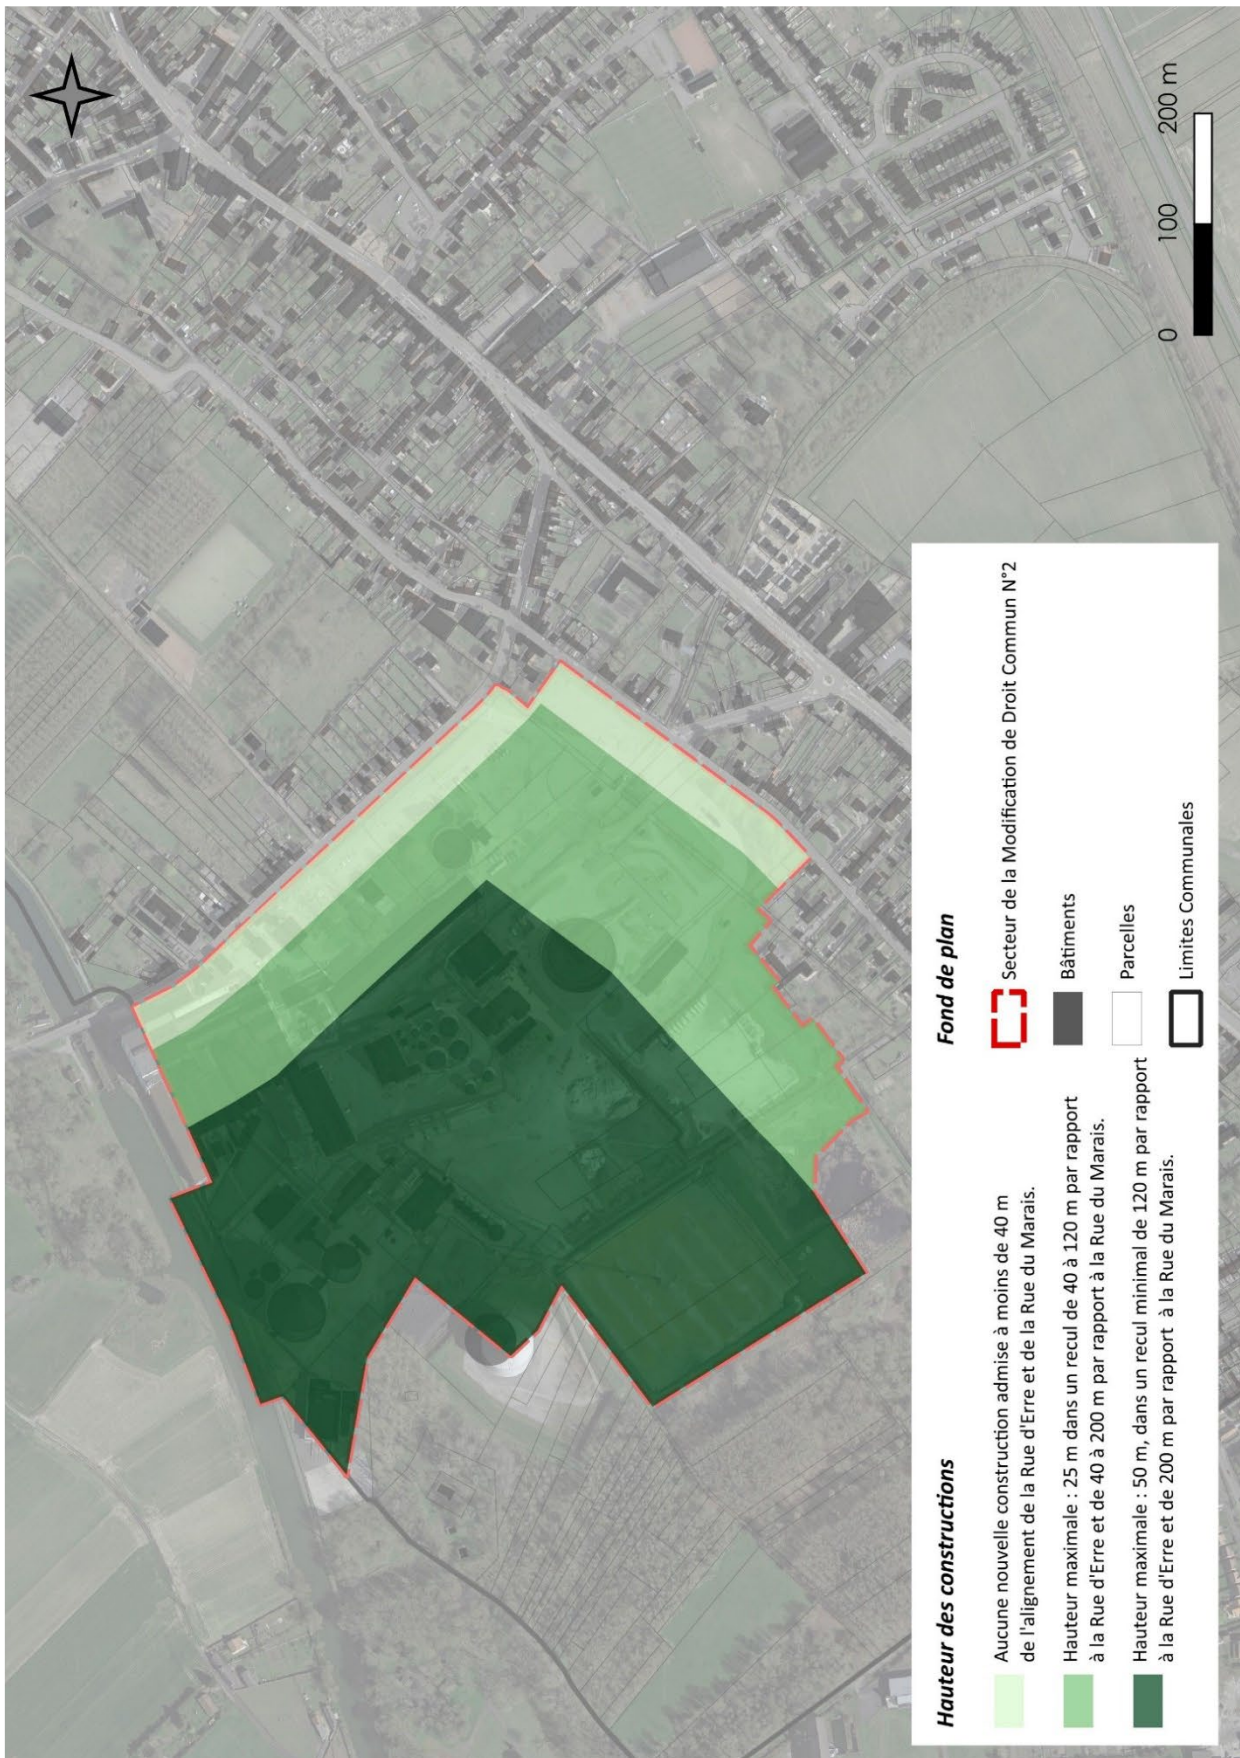 Hauteur des constructions
Aucune nouvelle construction admise à moins de 40 m
de l'alignement de la Rue d'Erre et de la Rue du Marais.
Hauteur maximale : 25 m dans un recul de 40 à 120 m par rapport
à la Rue d'Erre et de 40 à 200 m par rapport à la Rue du Marais.
Hauteur maximale : 50 m, dans un recul minimal de 120 m par rapport
à la Rue d'Erre et de 200 m par rapport à la Rue du Marais.
Fond de plan
Secteur de la Modification de Droit Commun N°2
Bâtiments
Parcelles
Limites Communales
0 100 200 m